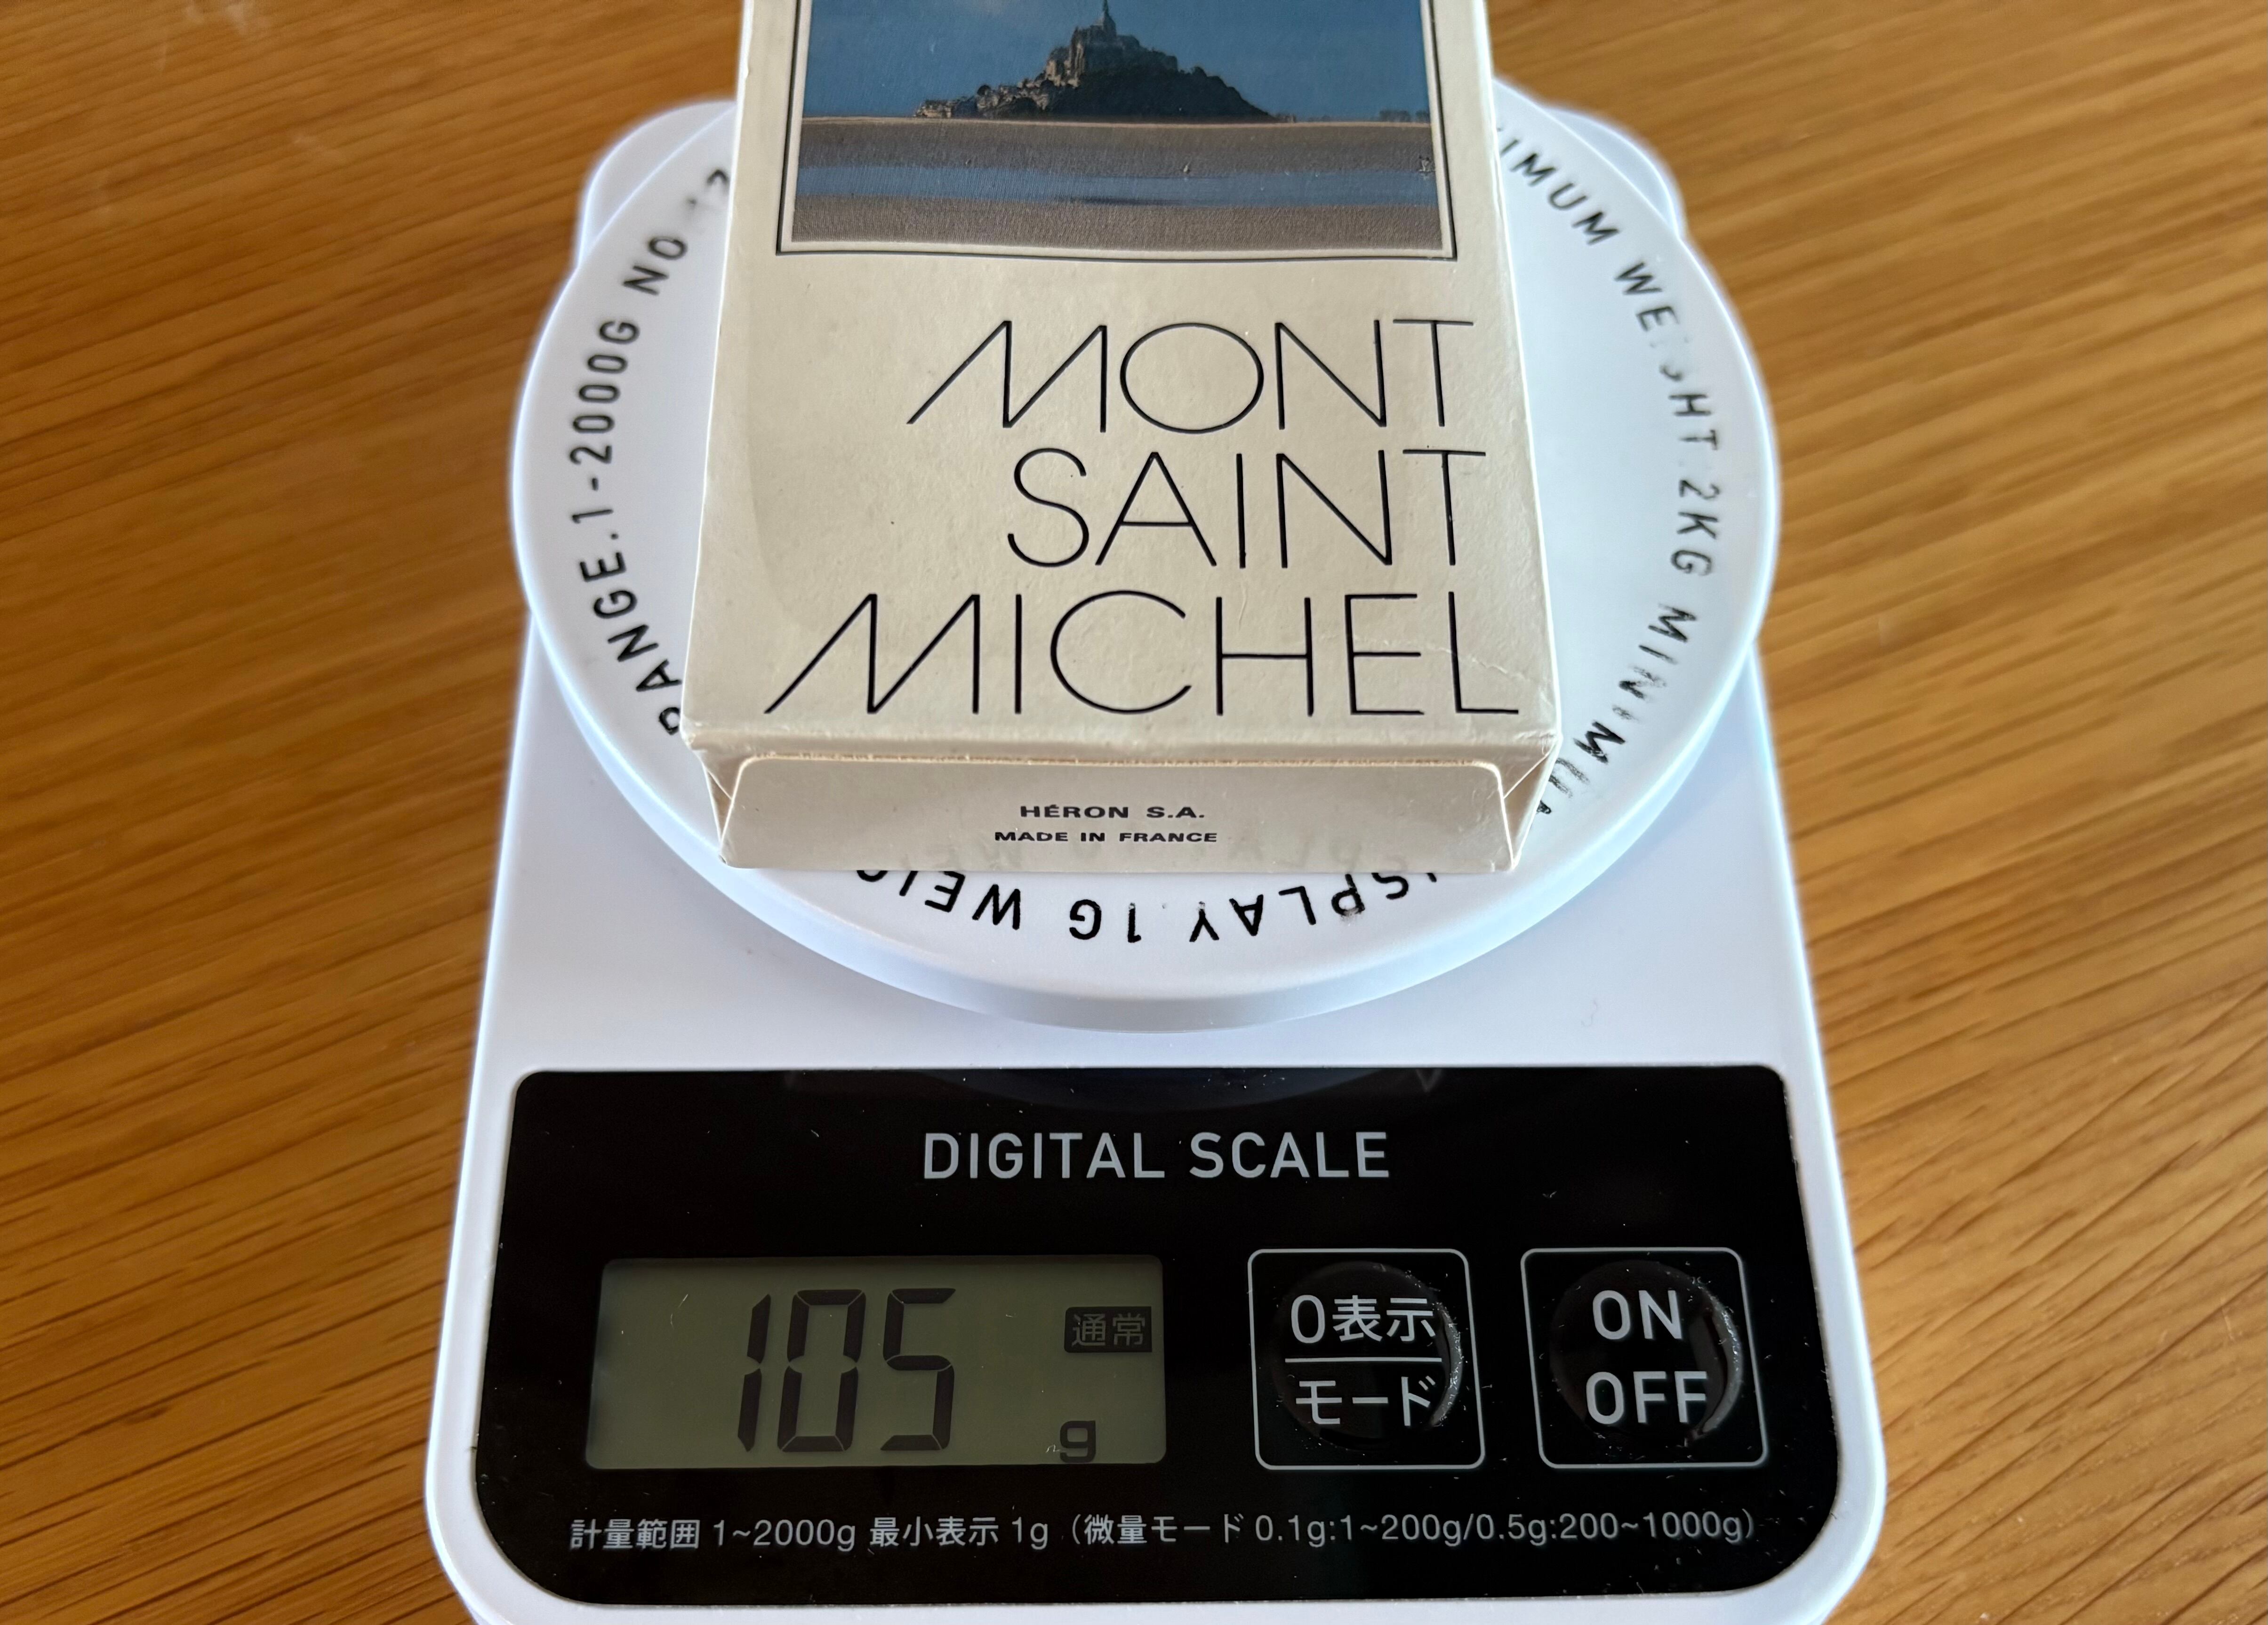 MONT
SAINT
MICHEL
HÉRON S.A.
MADE IN FRANCE
RANGE.1-2000G NO
WEIGHT 2KG MINIMUM
DISPLAY 1G
DIGITAL SCALE
105 g
通常
0表示
モード
ON
OFF
計量範囲 1~2000g 最小表示 1g（微量モード 0.1g:1~200g/0.5g:200~1000g）